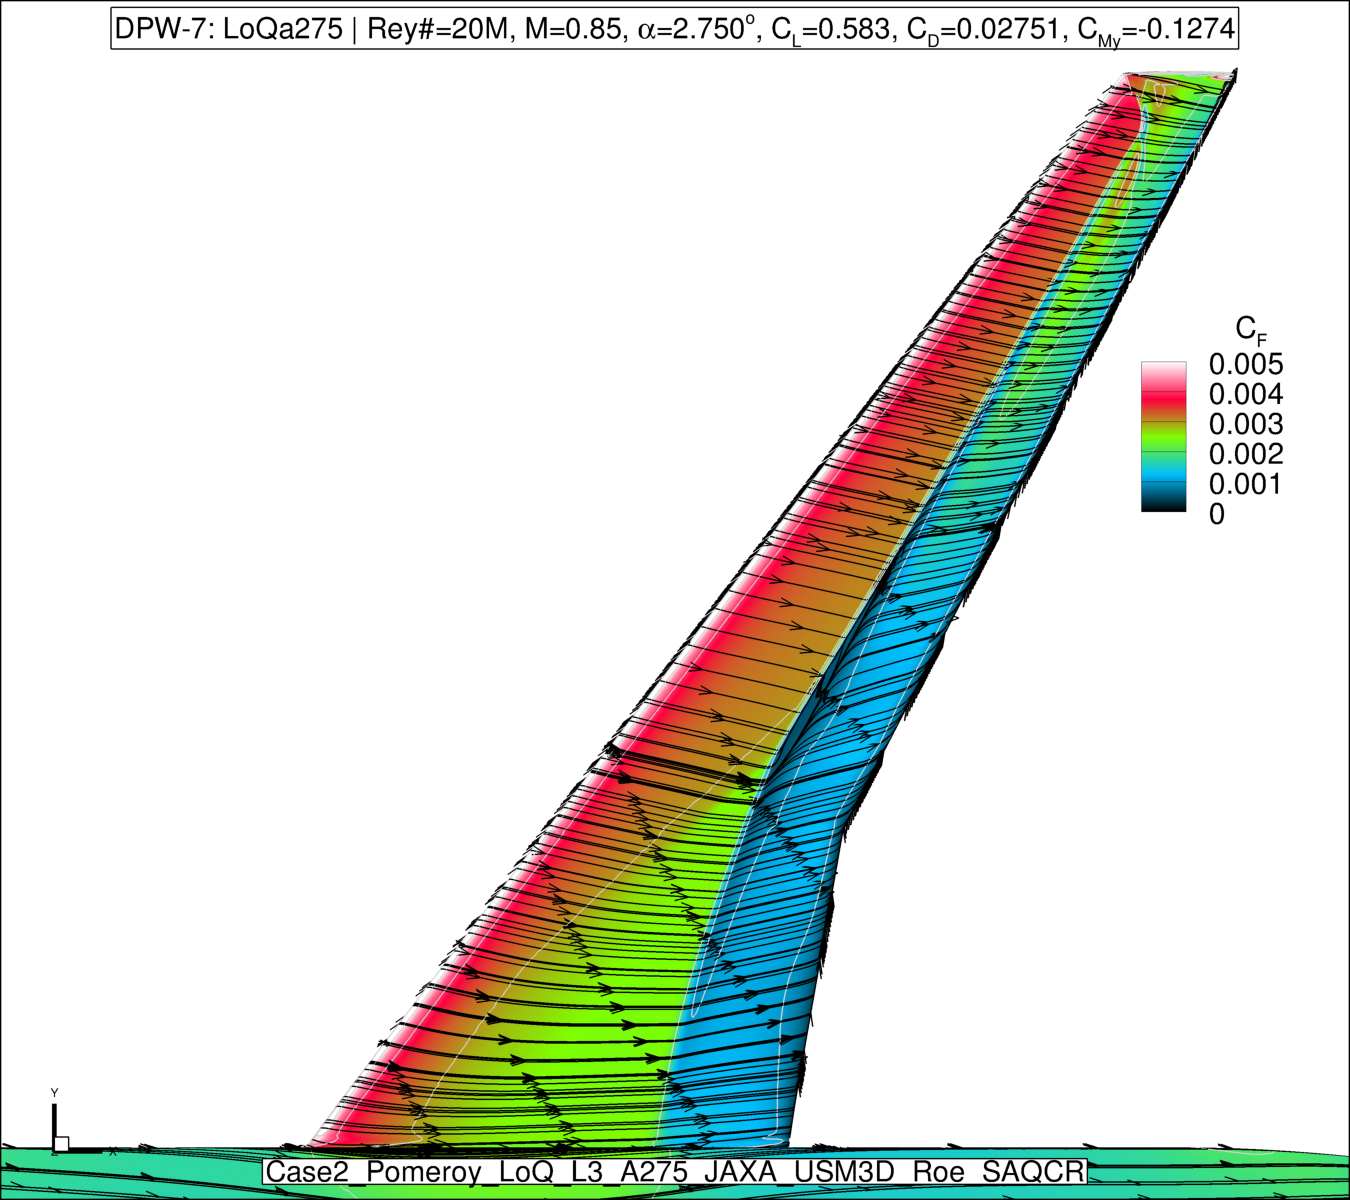 DPW-7: LoQa275 | Rey#=20M, M=0.85, α=2.750°, CL=0.583, CD=0.02751, CMy=-0.1274
CF
0.005
0.004
0.003
0.002
0.001
0
Y
Z X
Case2_Pomeroy_LoQ_L3_A275_JAXA_USM3D_Roe_SAQCR